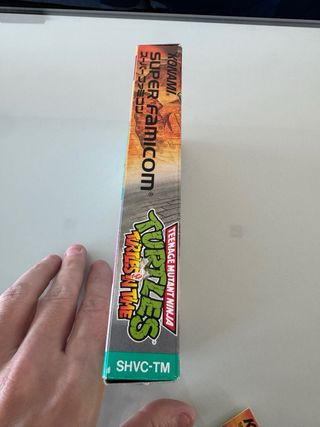 KONAMI®
SUPER FAMICOM®
スーパーファミコン
TEENAGE MUTANT NINJA
TURTLES
TURTLES IN TIME
SHVC-TM